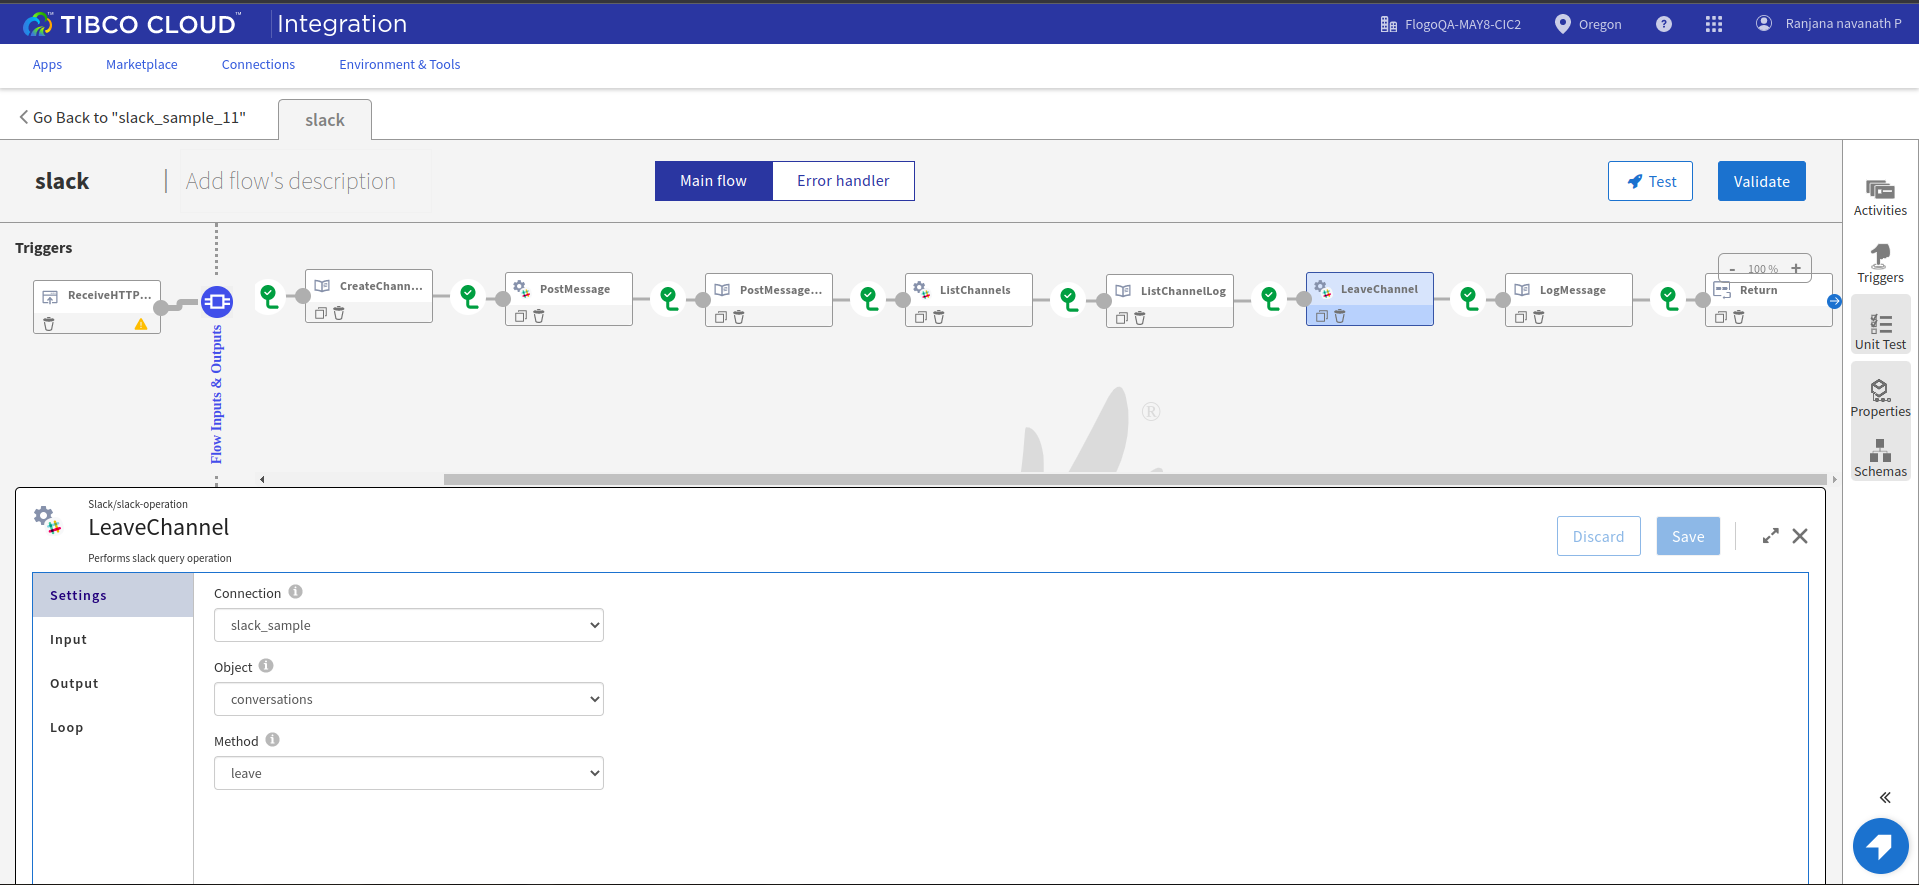 TIBCO CLOUD™ Integration
FlogoQA-MAY8-CIC2
Oregon
?
Ranjana navanath P
Apps
Marketplace
Connections
Environment & Tools
Go Back to "slack_sample_11"
slack
slack
Add flow's description
Main flow
Error handler
Test
Validate
Activities
Triggers
Unit Test
Properties
Schemas
Triggers
ReceiveHTTP...
Flow Inputs & Outputs
CreateChann...
PostMessage
PostMessage...
ListChannels
ListChannelLog
LeaveChannel
LogMessage
Return
- 100 % +
®
Slack/slack-operation
LeaveChannel
Performs slack query operation
Discard
Save
Settings
Input
Output
Loop
Connection
slack_sample
Object
conversations
Method
leave